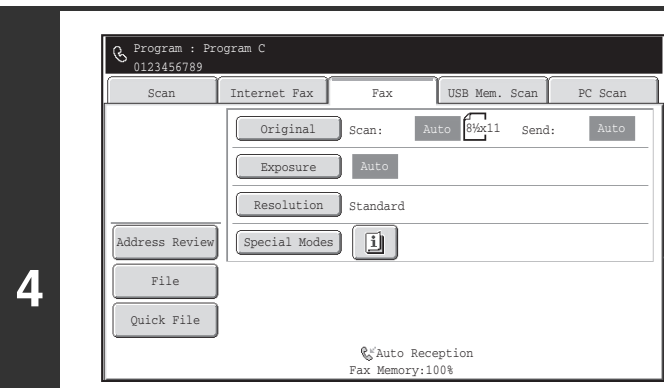 4
Program : Program C
0123456789
Scan Internet Fax Fax USB Mem. Scan PC Scan
Original Scan: Auto 8½x11 Send: Auto
Exposure Auto
Resolution Standard
Address Review Special Modes
File
Quick File
Auto Reception
Fax Memory:100%